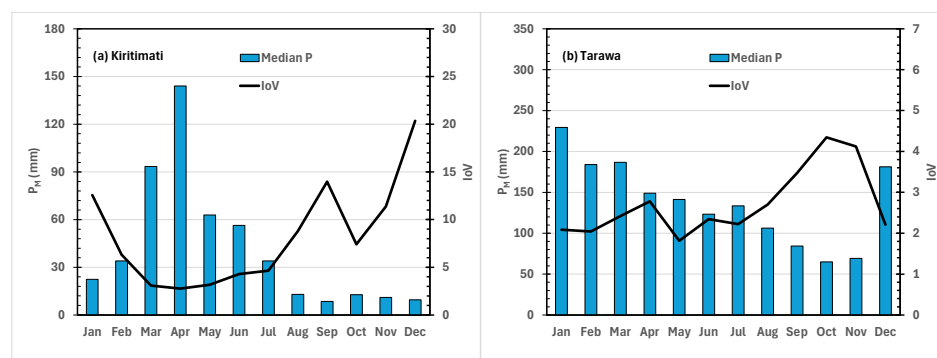 (a) Kiritimati
Median P
IoV
P_M (mm)
180
150
120
90
60
30
0
30
25
20
15
10
5
0
IoV
Jan Feb Mar Apr May Jun Jul Aug Sep Oct Nov Dec
(b) Tarawa
Median P
IoV
P_M (mm)
350
300
250
200
150
100
50
0
7
6
5
4
3
2
1
0
IoV
Jan Feb Mar Apr May Jun Jul Aug Sep Oct Nov Dec